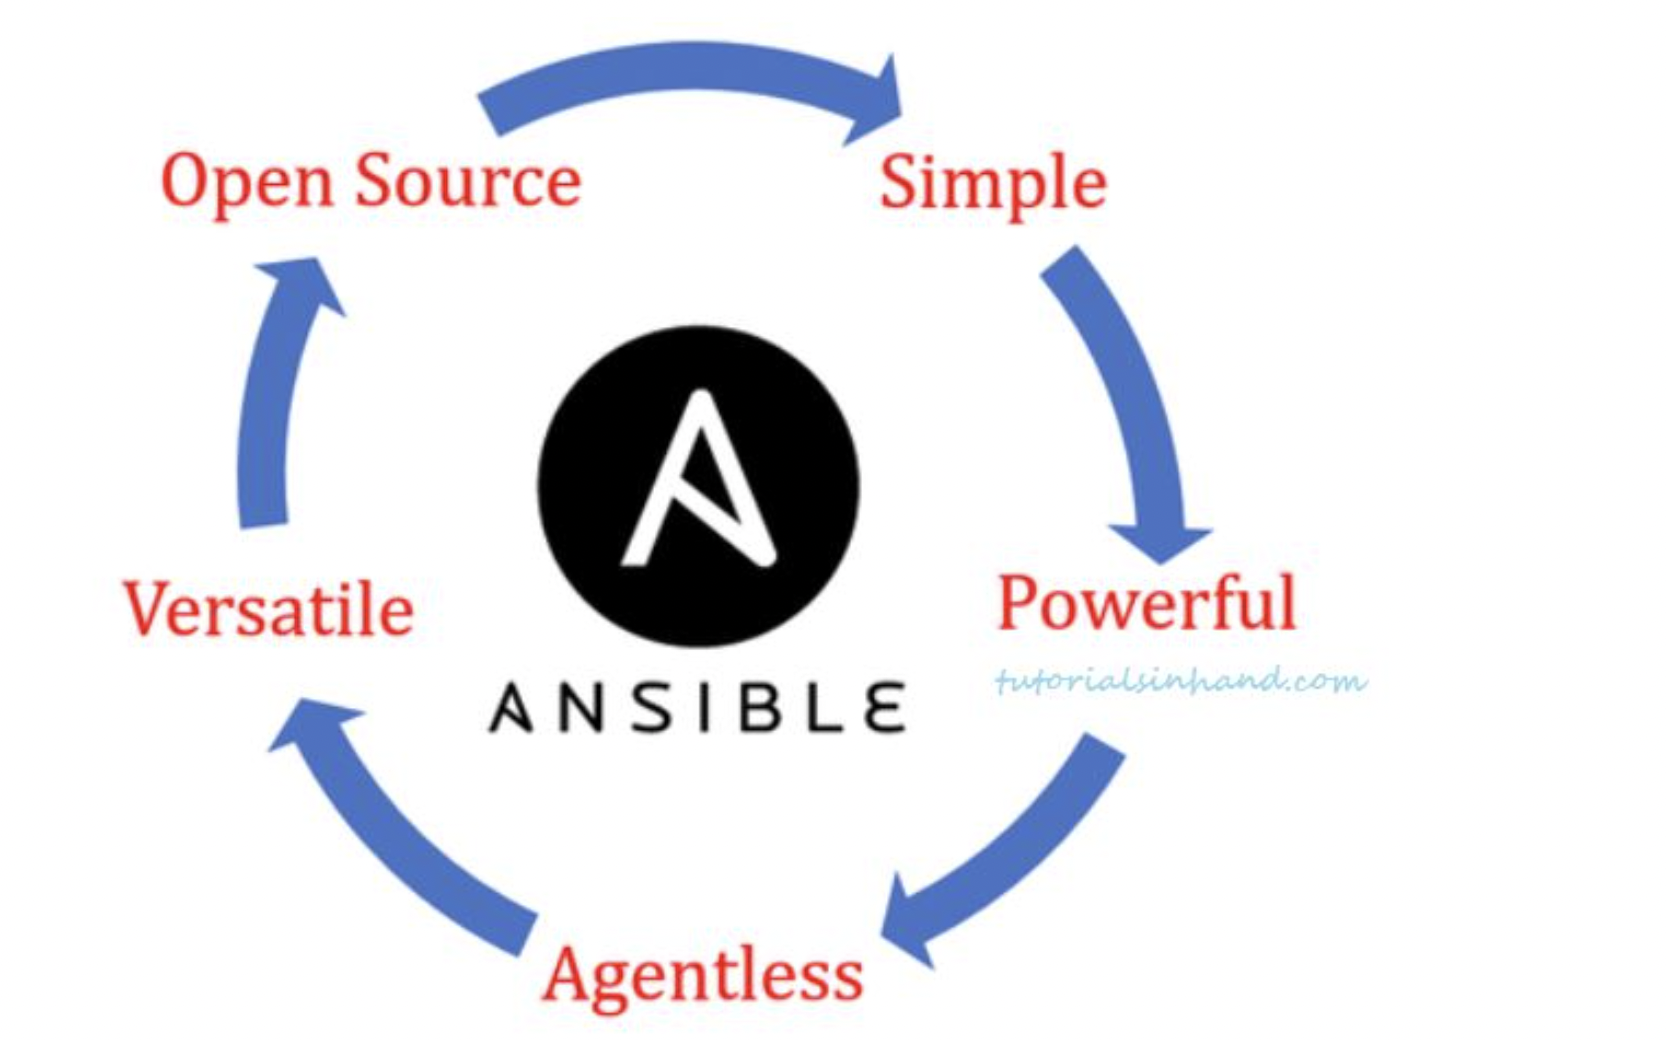 Open Source
Simple
Versatile
Powerful
tutorialsinhand.com
ANSIBLE
Agentless